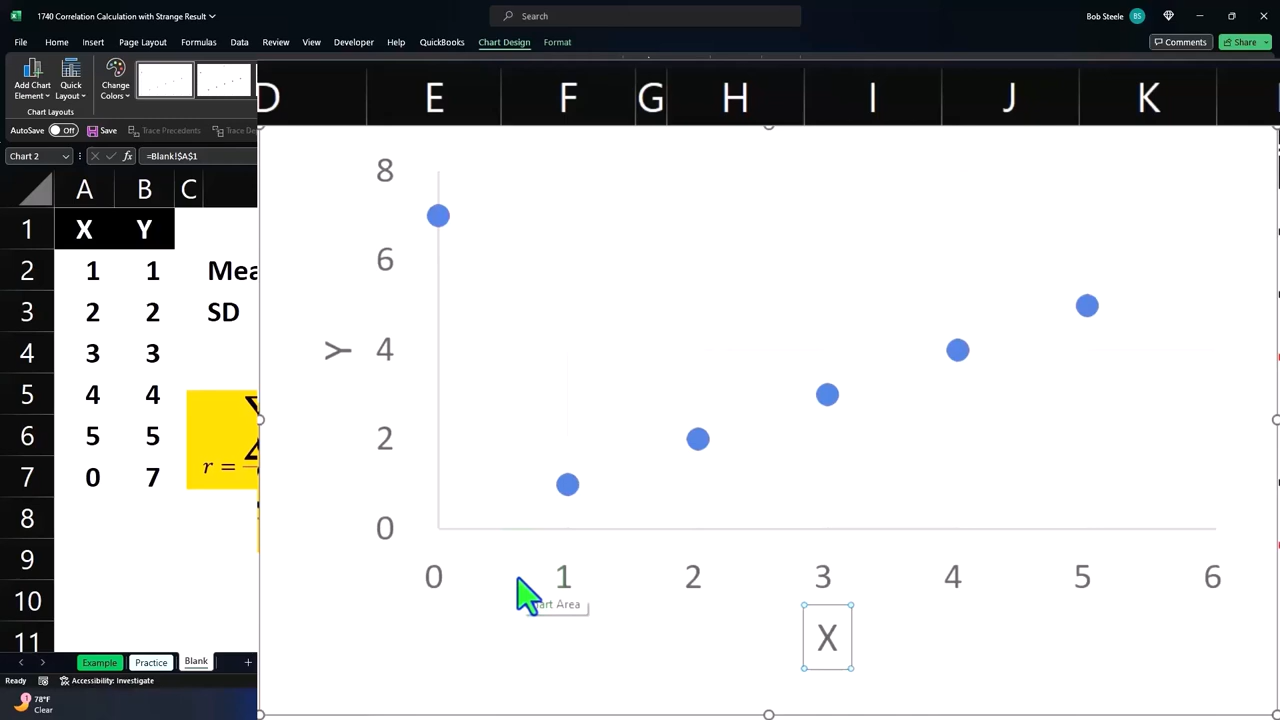 1740 Correlation Calculation with Strange Result
Search
Bob Steele BS
File Home Insert Page Layout Formulas Data Review View Developer Help QuickBooks Chart Design Format
Comments Share
Add Chart Element
Quick Layout
Change Colors
Chart Layouts
AutoSave Off Save Trace Precedents
Chart 2 fx =Blank!$A$1
A B C D E F G H I J K
1 X Y
2 1 1
3 2 2 SD
4 3 3
5 4 4
6 5 5
7 0 7 r =
8
9
10
11
8
6
4
2
0
Y
0 1 2 3 4 5 6
X
Example Practice Blank +
Ready Accessibility: Investigate
1
78°F
Clear